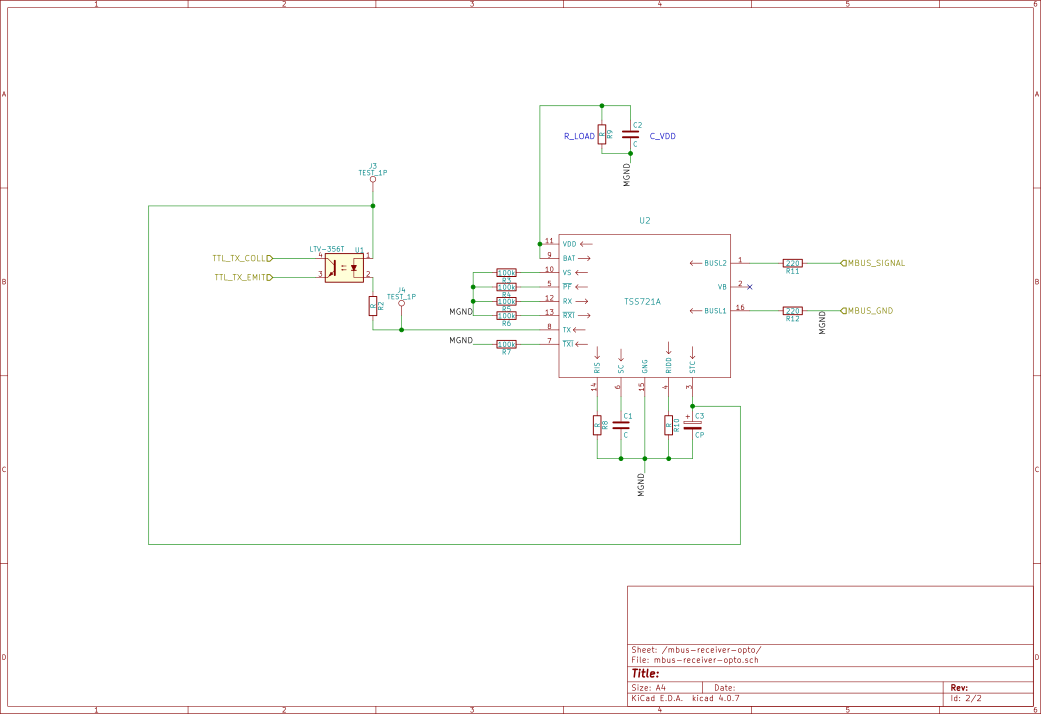 1 2 3 4 5 6
A A
C2
R_LOAD R R9 C_VDD
C
MGND
J3
TEST_1P
U2
LTV-356T U1
TTL_TX_COLL 4 1
TTL_TX_EMIT 3 2
J4
TEST_1P
R R2
11 VDD
9 BAT
100k 10 VS
R3
100k 5 PF
R4
100k 12 RX
R5
MGND 100k 13 RXI
R6
8 TX
MGND 100k 7 TXI
R7
TSS721A
BUSL2 1 220 MBUS_SIGNAL
R11
VB 2
BUSL1 16 220 MBUS_GND
R12 MGND
B B
RIS SC GND RIDD STC
14 6 15 4 3
R R8 C1 C R R10 + C3 CP
MGND
C C
D D
Sheet: /mbus-receiver-opto/
File: mbus-receiver-opto.sch
Title:
Size: A4 Date: Rev:
KiCad E.D.A. kicad 4.0.7 Id: 2/2
1 2 3 4 5 6